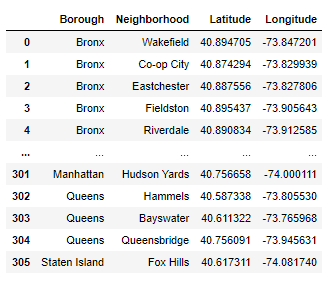 Borough Neighborhood Latitude Longitude
0 Bronx Wakefield 40.894705 -73.847201
1 Bronx Co-op City 40.874294 -73.829939
2 Bronx Eastchester 40.887556 -73.827806
3 Bronx Fieldston 40.895437 -73.905643
4 Bronx Riverdale 40.890834 -73.912585
... ... ... ... ...
301 Manhattan Hudson Yards 40.756658 -74.000111
302 Queens Hammels 40.587338 -73.805530
303 Queens Bayswater 40.611322 -73.765968
304 Queens Queensbridge 40.756091 -73.945631
305 Staten Island Fox Hills 40.617311 -74.081740